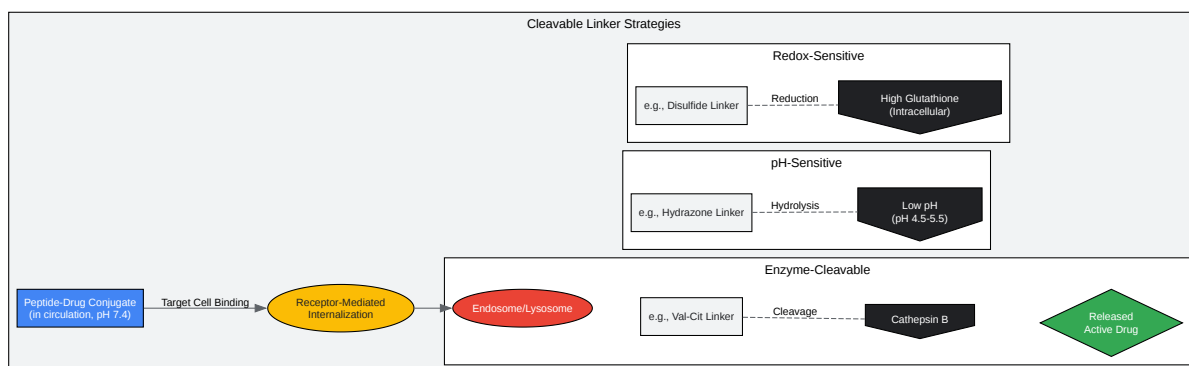 Cleavable Linker Strategies
Redox-Sensitive
e.g., Disulfide Linker
Reduction
High Glutathione
(Intracellular)
pH-Sensitive
e.g., Hydrazone Linker
Hydrolysis
Low pH
(pH 4.5-5.5)
Enzyme-Cleavable
Peptide-Drug Conjugate
(in circulation, pH 7.4)
Target Cell Binding
Receptor-Mediated
Internalization
Endosome/Lysosome
e.g., Val-Cit Linker
Cleavage
Cathepsin B
Released
Active Drug